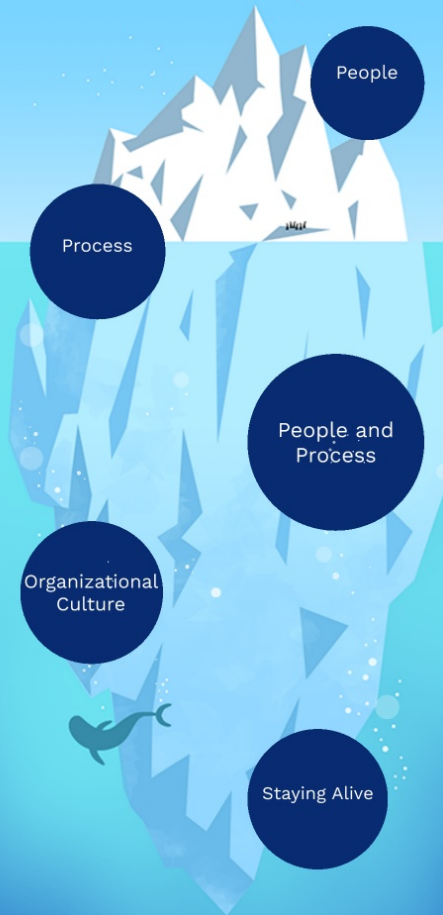 People
Process
People and
Process
Organizational
Culture
Staying Alive